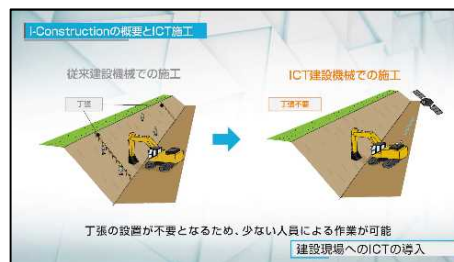 i-Constructionの概要とICT施工
従来建設機械での施工
ICT建設機械での施工
丁張
丁張不要
丁張の設置が不要となるため、少ない人員による作業が可能
建設現場へのICTの導入